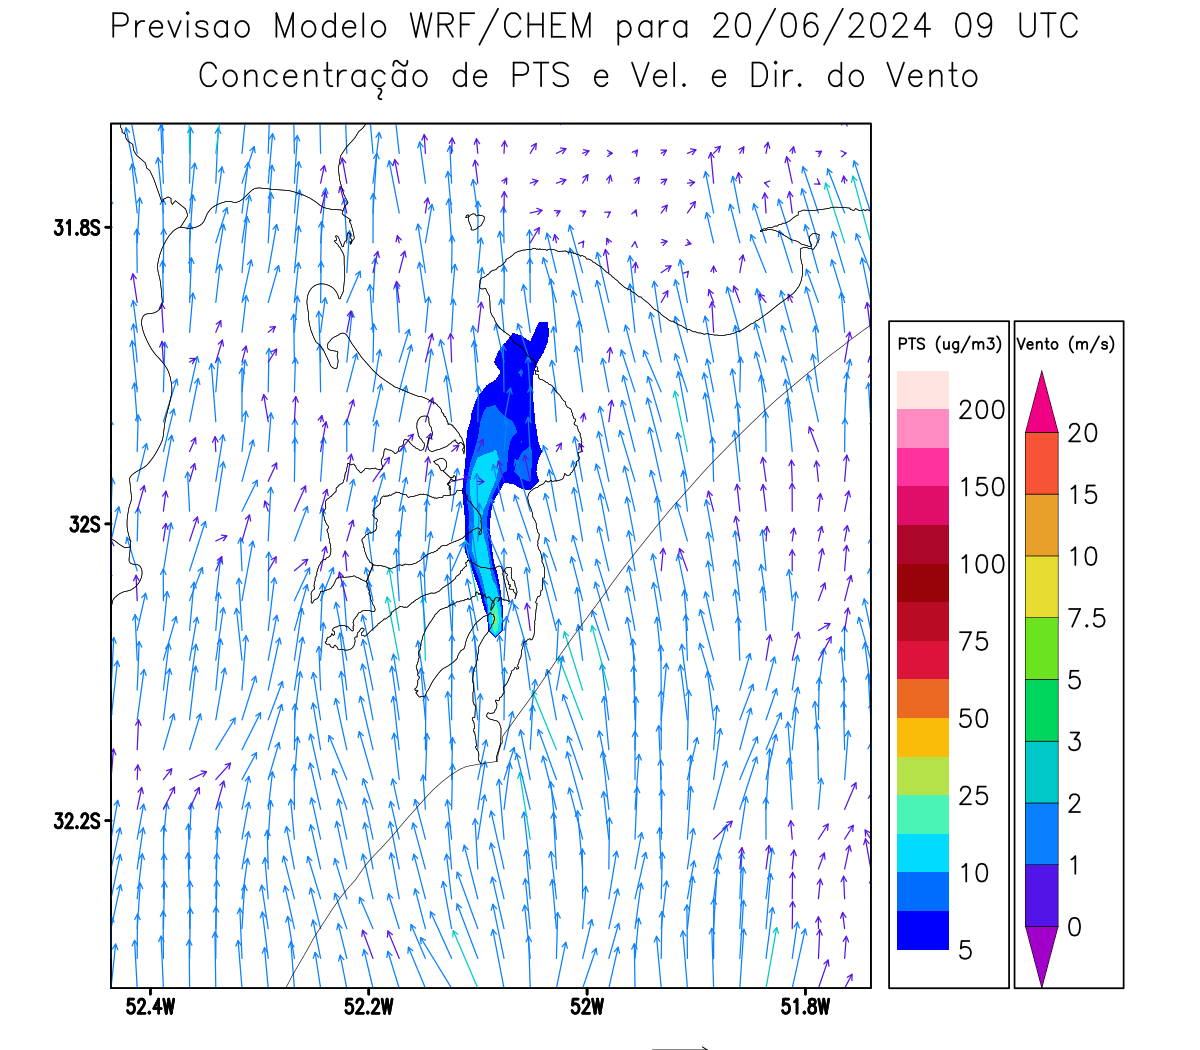 Previsao Modelo WRF/CHEM para 20/06/2024 09 UTC
Concentração de PTS e Vel. e Dir. do Vento
31.8S
32S
32.2S
52.4W
52.2W
52W
51.8W
PTS (ug/m3)
200
150
100
75
50
25
10
5
Vento (m/s)
20
15
10
7.5
5
3
2
1
0